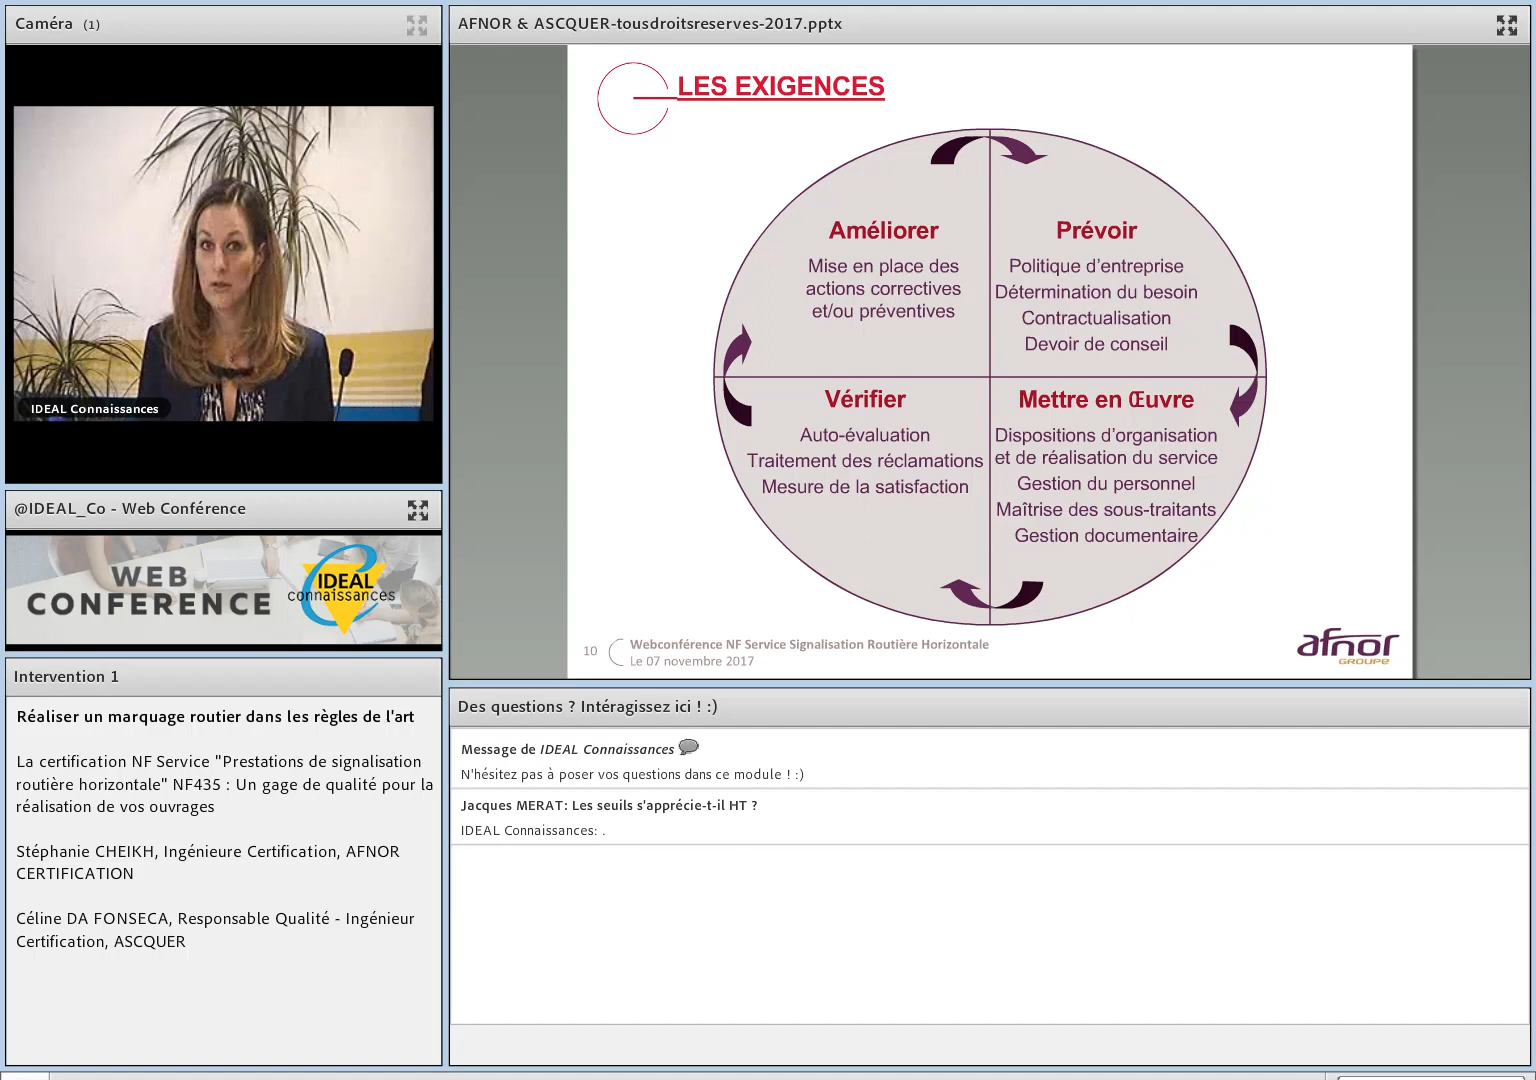 Caméra (1)
IDEAL Connaissances
@IDEAL_Co - Web Conférence
WEB
CONFERENCE
IDEAL
connaissances
Intervention 1
Réaliser un marquage routier dans les règles de l'art
La certification NF Service "Prestations de signalisation
routière horizontale" NF435 : Un gage de qualité pour la
réalisation de vos ouvrages
Stéphanie CHEIKH, Ingénieure Certification, AFNOR
CERTIFICATION
Céline DA FONSECA, Responsable Qualité - Ingénieur
Certification, ASCQUER
AFNOR & ASCQUER-tousdroitsreserves-2017.pptx
LES EXIGENCES
Améliorer
Mise en place des
actions correctives
et/ou préventives
Prévoir
Politique d'entreprise
Détermination du besoin
Contractualisation
Devoir de conseil
Vérifier
Auto-évaluation
Traitement des réclamations
Mesure de la satisfaction
Mettre en Œuvre
Dispositions d'organisation
et de réalisation du service
Gestion du personnel
Maîtrise des sous-traitants
Gestion documentaire
10
Webconférence NF Service Signalisation Routière Horizontale
Le 07 novembre 2017
afnor
GROUPE
Des questions ? Intéragissez ici ! :)
Message de IDEAL Connaissances
N'hésitez pas à poser vos questions dans ce module ! :)
Jacques MERAT: Les seuils s'apprécie-t-il HT ?
IDEAL Connaissances: .